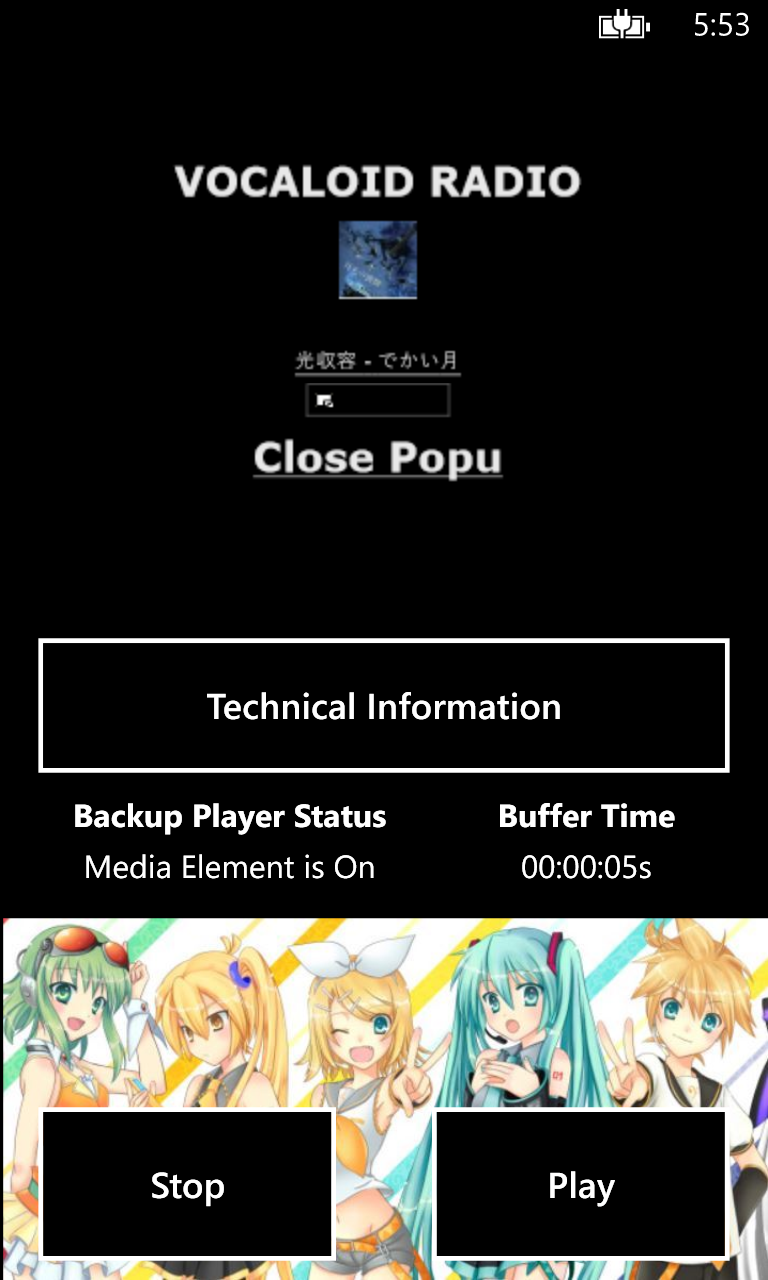 5:53
VOCALOID RADIO
光収容 - でかい月
Close Popu
Technical Information
Backup Player Status
Buffer Time
Media Element is On
00:00:05s
Stop
Play